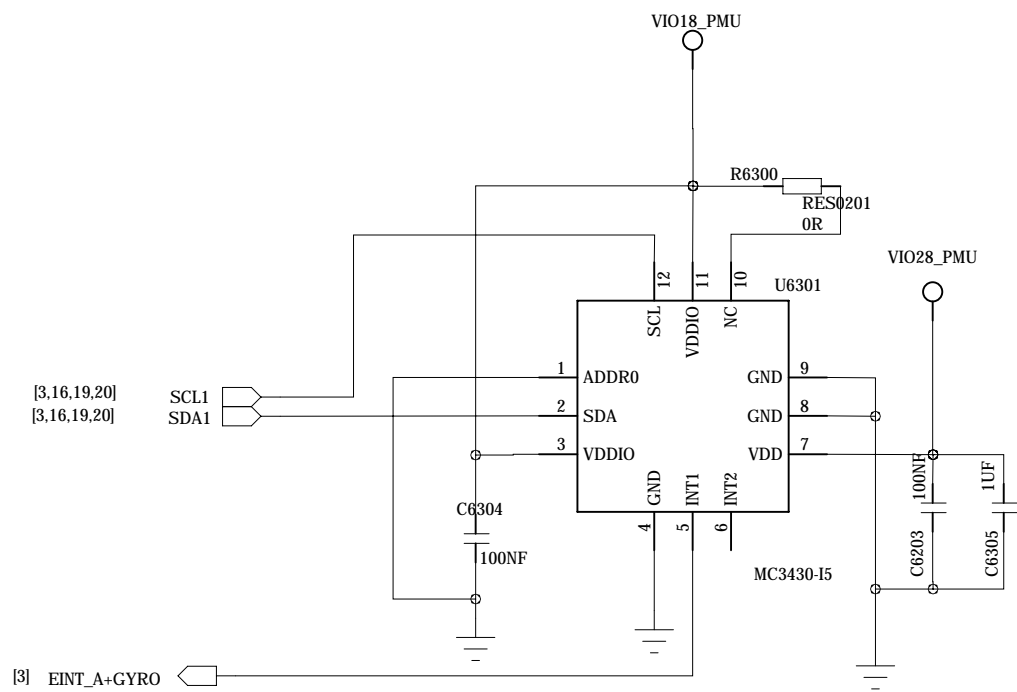 VIO18_PMU
R6300
RES0201
0R
VIO28_PMU
12
11
10
U6301
SCL
VDDIO
NC
1
ADDR0
GND
9
[3,16,19,20]
SCL1
[3,16,19,20]
SDA1
2
SDA
GND
8
3
VDDIO
VDD
7
GND
INT1
INT2
100NF
1UF
C6304
4
5
6
100NF
MC3430-I5
C6203
C6305
[3]
EINT_A+GYRO